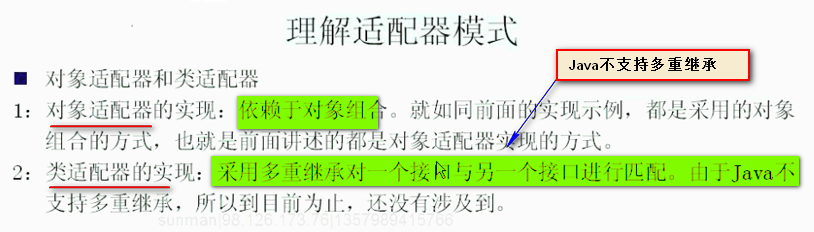 理解适配器模式
Java不支持多重继承
■ 对象适配器和类适配器
1：对象适配器的实现：依赖于对象组合。就如同前面的实现示例，都是采用的对象
组合的方式，也就是前面讲述的都是对象适配器实现的方式。
2：类适配器的实现：采用多重继承对一个接口与另一个接口进行匹配。由于Java不
支持多重继承，所以到目前为止，还没有涉及到。
sunman|98.126.173.76|1357989415766